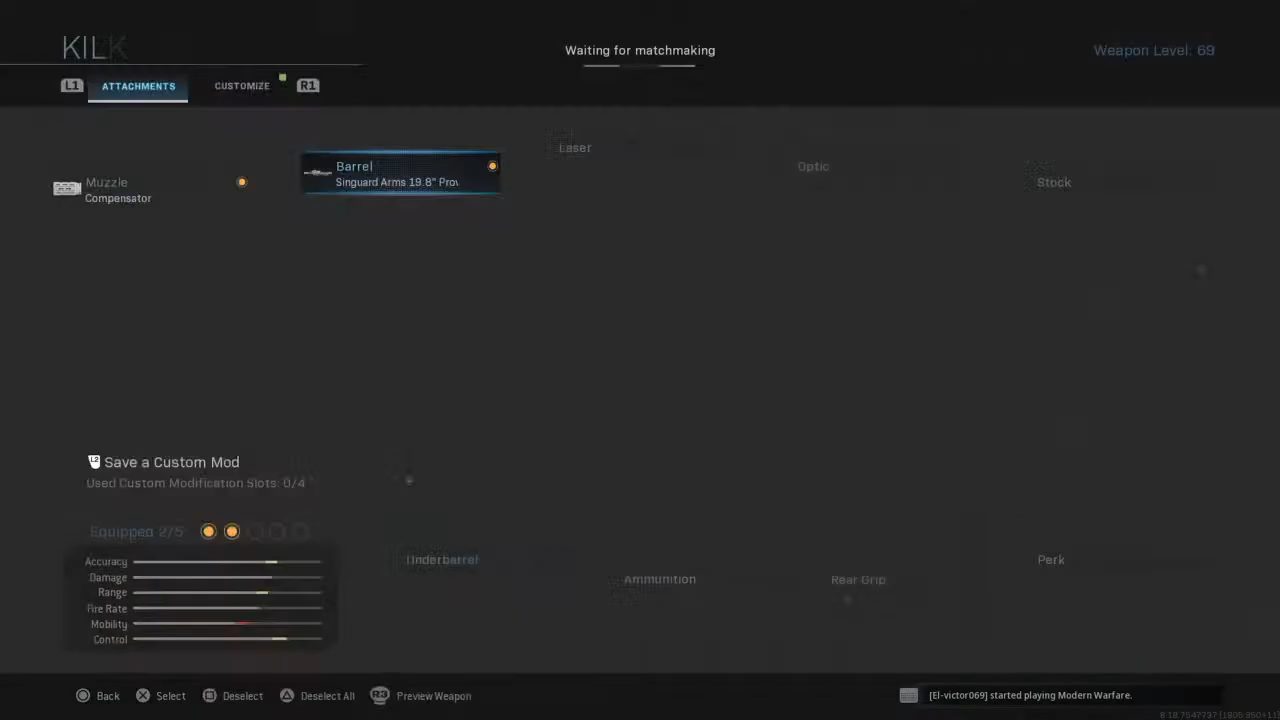 KILK
Waiting for matchmaking
Weapon Level: 69
L1
ATTACHMENTS
CUSTOMIZE
R1
Muzzle
Compensator
Barrel
Singuard Arms 19.8" Prov
Laser
Optic
Stock
L2 Save a Custom Mod
Used Custom Modification Slots: 0/4
Equipped 2/5
Accuracy
Damage
Range
Fire Rate
Mobility
Control
Underbarrel
Ammunition
Rear Grip
Perk
Back
Select
Deselect
Deselect All
R3 Preview Weapon
[El-victor069] started playing Modern Warfare.